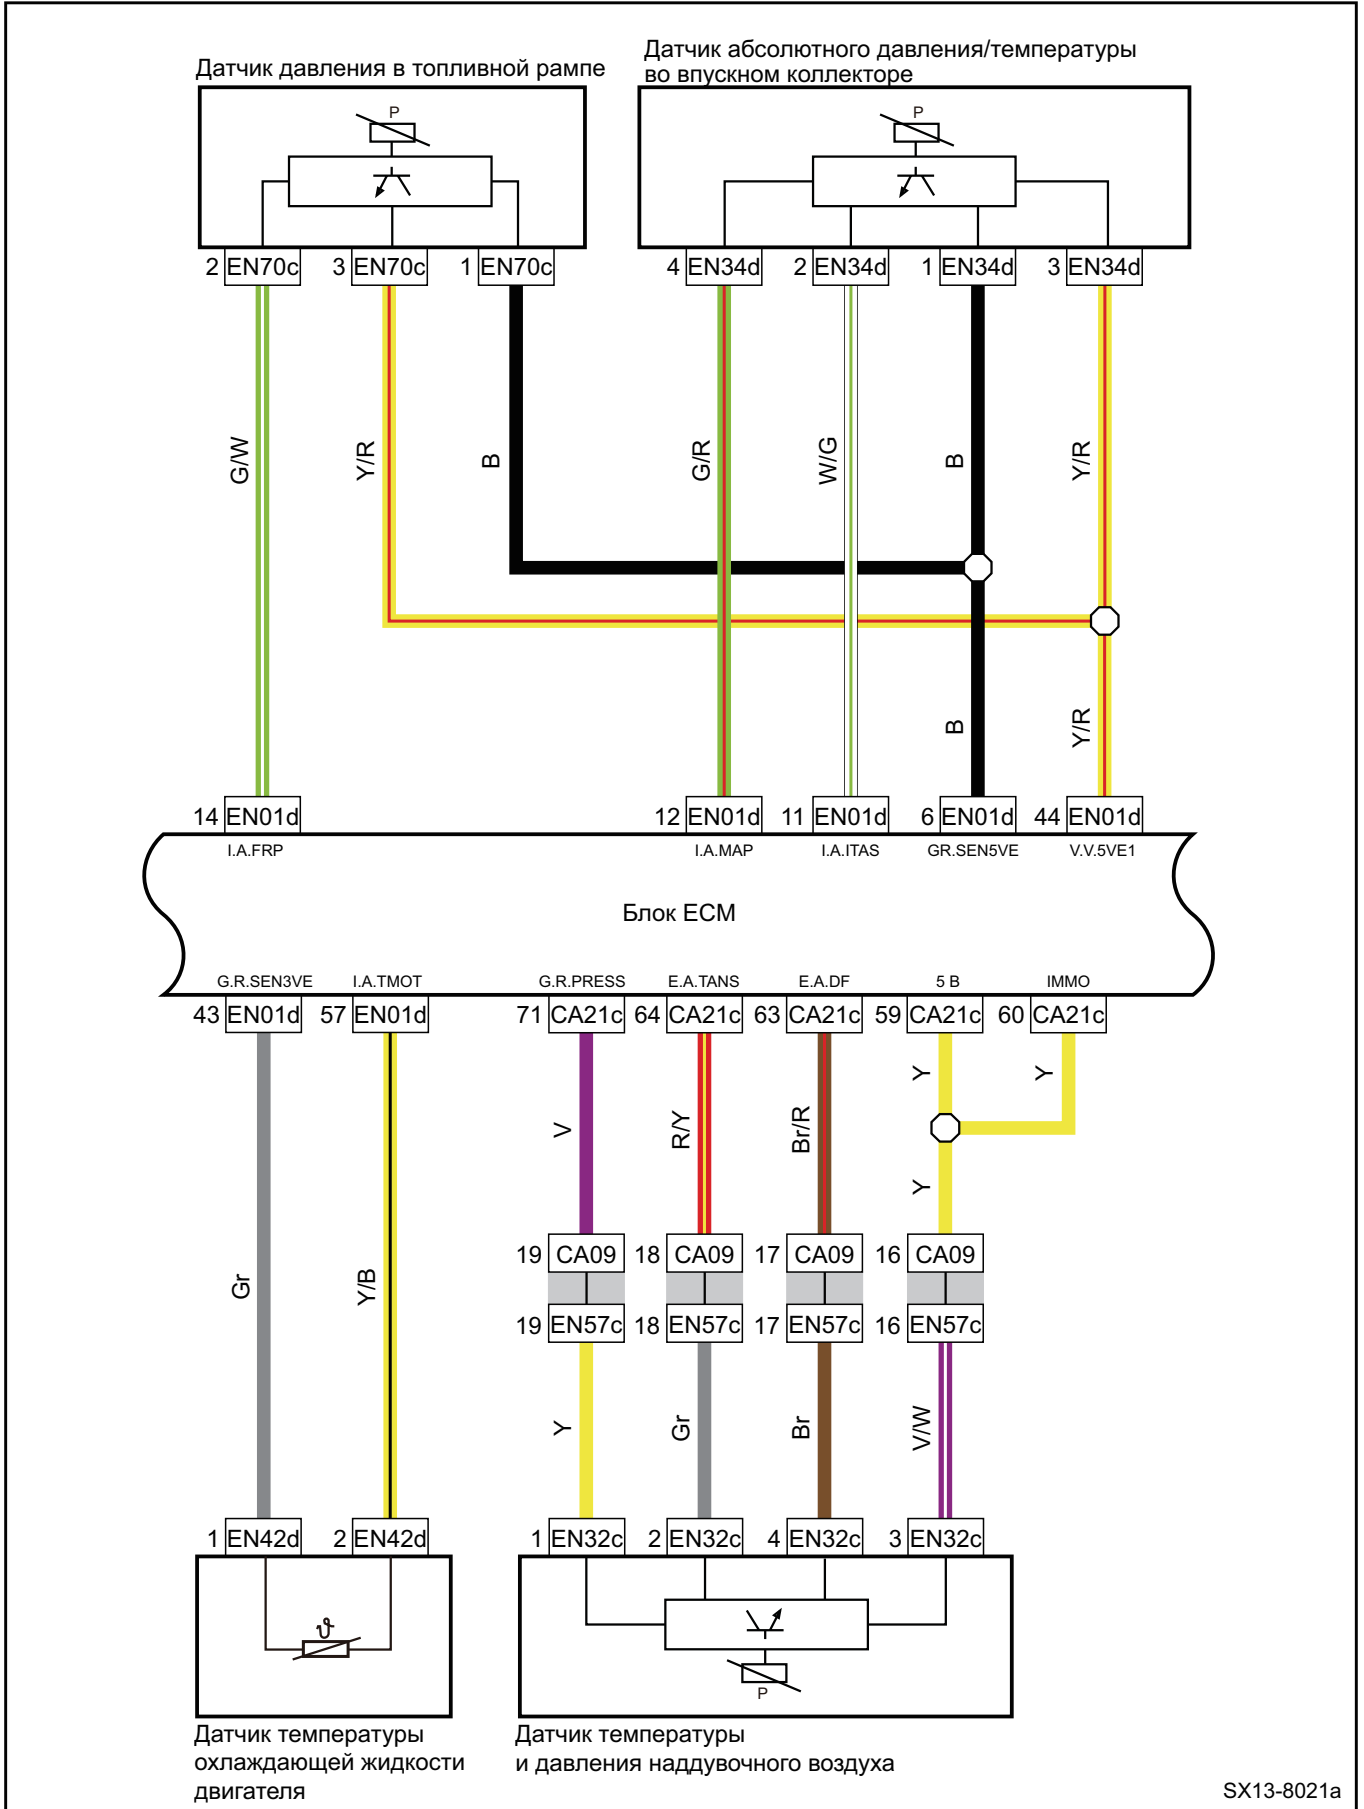 Датчик давления в топливной рампе
Датчик абсолютного давления/температуры
во впускном коллекторе
P
P
2 EN70c 3 EN70c 1 EN70c 4 EN34d 2 EN34d 1 EN34d 3 EN34d
G/W Y/R B G/R W/G B Y/R
B Y/R
14 EN01d 12 EN01d 11 EN01d 6 EN01d 44 EN01d
I.A.FRP I.A.MAP I.A.ITAS GR.SEN5VE V.V.5VE1
Блок ECM
G.R.SEN3VE I.A.TMOT G.R.PRESS E.A.TANS E.A.DF 5 В IMMO
43 EN01d 57 EN01d 71 CA21c 64 CA21c 63 CA21c 59 CA21c 60 CA21c
Y Y
V R/Y Br/R
Y
19 CA09 18 CA09 17 CA09 16 CA09
Gr Y/B
19 EN57c 18 EN57c 17 EN57c 16 EN57c
Y Gr Br V/W
1 EN42d 2 EN42d 1 EN32c 2 EN32c 4 EN32c 3 EN32c
ϑ
P
Датчик температуры
охлаждающей жидкости
двигателя
Датчик температуры
и давления наддувочного воздуха
SX13-8021a